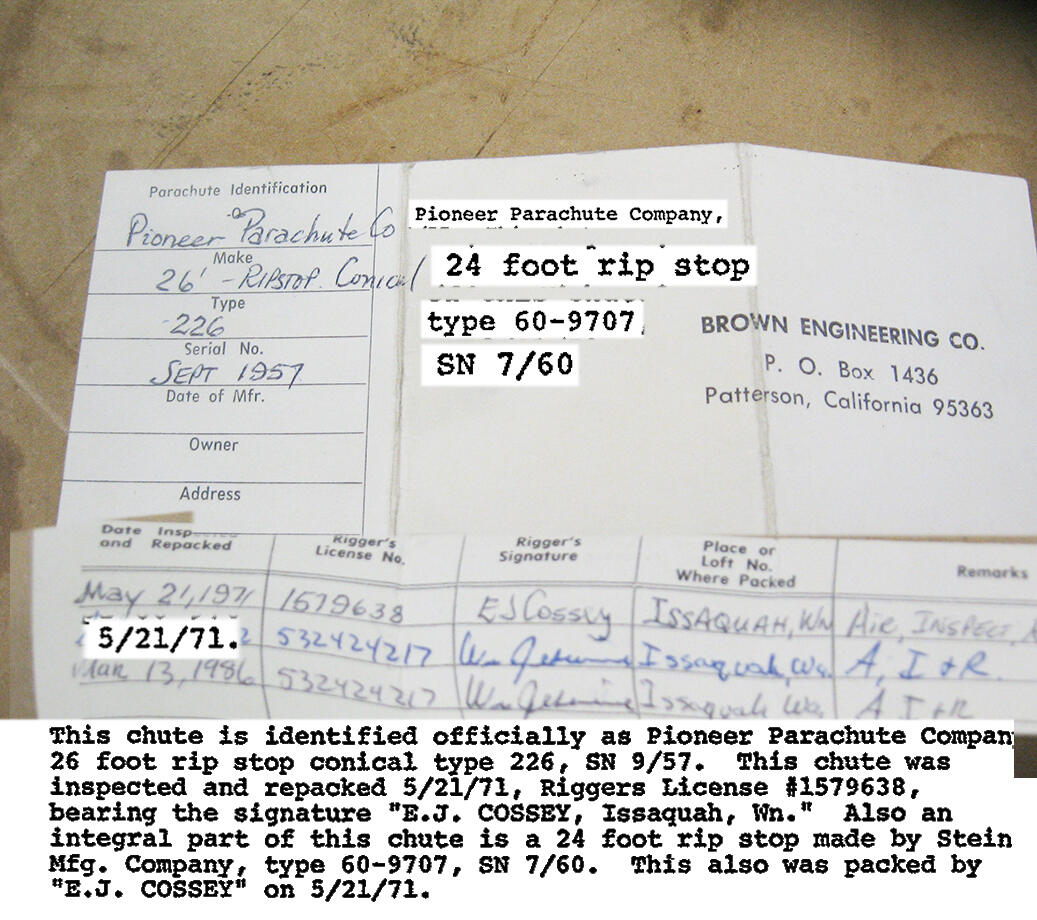 Parachute Identification
Pioneer Parachute Co
Make
26' - RIPSTOP Conical
Type
226
Serial No.
SEPT 1957
Date of Mfr.
Owner
Address
Pioneer Parachute Company,
24 foot rip stop
type 60-9707
SN 7/60
BROWN ENGINEERING CO.
P. O. Box 1436
Patterson, California 95363
Date Inspected and Repacked Rigger's License No. Rigger's Signature Place or Loft No. Where Packed Remarks
May 21, 1971 1579638 EJ Cossey ISSAQUAH, WN Air, INSPECT,
5/21/71. 532424217 Issaquah, Wa. A, I & R.
Mar 13, 1986 532424217 Issaquah Wa. A I & R
This chute is identified officially as Pioneer Parachute Compan
26 foot rip stop conical type 226, SN 9/57. This chute was
inspected and repacked 5/21/71, Riggers License #1579638,
bearing the signature "E.J. COSSEY, Issaquah, Wn." Also an
integral part of this chute is a 24 foot rip stop made by Stein
Mfg. Company, type 60-9707, SN 7/60. This also was packed by
"E.J. COSSEY" on 5/21/71.